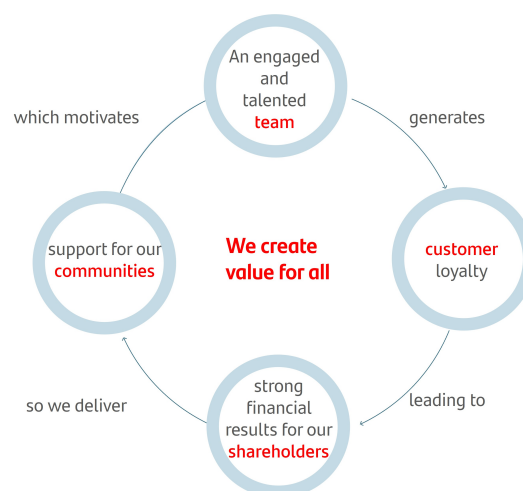 An engaged
and
talented
team
generates
customer
loyalty
leading to
strong
financial
results for our
shareholders
so we deliver
support for our
communities
which motivates
We create
value for all